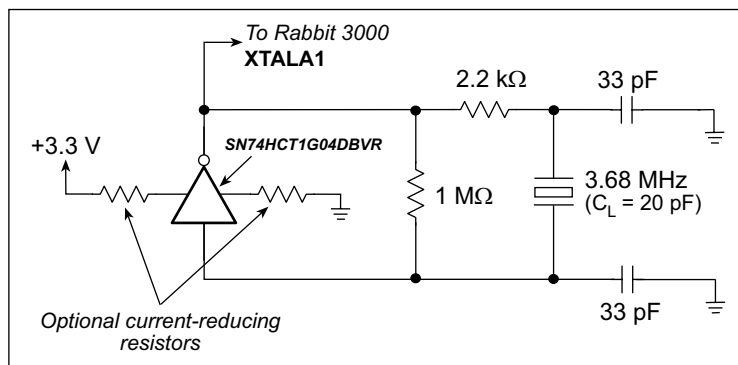 To Rabbit 3000
XTALA1
2.2 kΩ
33 pF
+3.3 V
SN74HCT1G04DBVR
1 MΩ
3.68 MHz
(C_L = 20 pF)
33 pF
Optional current-reducing
resistors